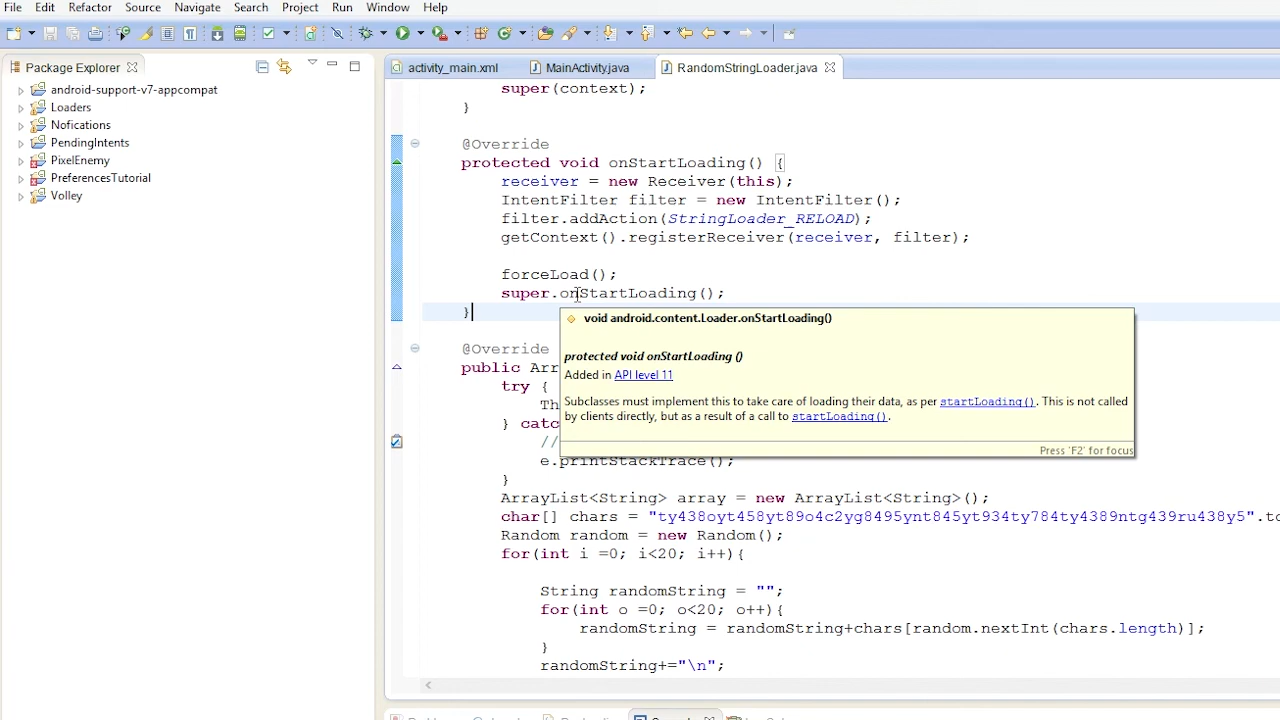 File Edit Refactor Source Navigate Search Project Run Window Help
Package Explorer
activity_main.xml MainActivity.java RandomStringLoader.java
android-support-v7-appcompat
Loaders
Nofications
PendingIntents
PixelEnemy
PreferencesTutorial
Volley
super(context);
}
@Override
protected void onStartLoading() {
receiver = new Receiver(this);
IntentFilter filter = new IntentFilter();
filter.addAction(StringLoader_RELOAD);
getContext().registerReceiver(receiver, filter);
forceLoad();
super.onStartLoading();
}
void android.content.Loader.onStartLoading()
protected void onStartLoading ()
Added in API level 11
Subclasses must implement this to take care of loading their data, as per startLoading(). This is not called
by clients directly, but as a result of a call to startLoading().
Press 'F2' for focus
@Override
public Arr
try {
Th
} catc
//
e.printStackTrace();
}
ArrayList<String> array = new ArrayList<String>();
char[] chars = "ty438oyt458yt89o4c2yg8495ynt845yt934ty784ty4389ntg439ru438y5".to
Random random = new Random();
for(int i =0; i<20; i++){
String randomString = "";
for(int o =0; o<20; o++){
randomString = randomString+chars[random.nextInt(chars.length)];
}
randomString+="\n";